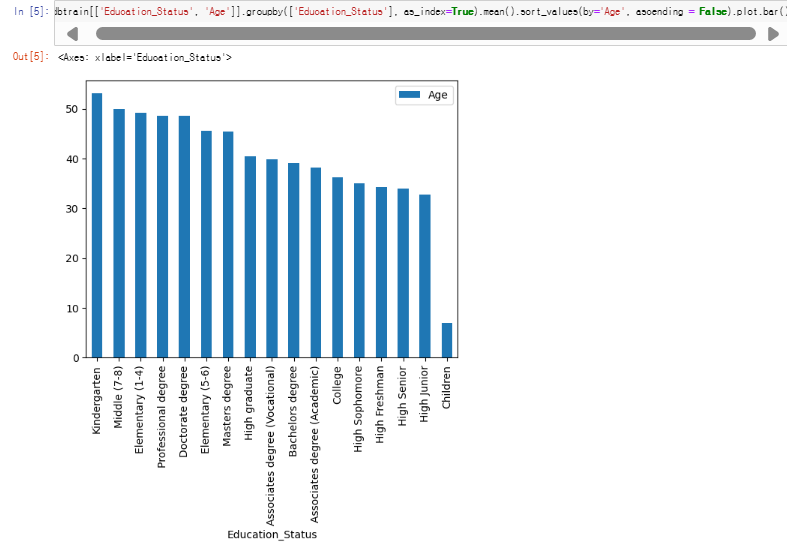 In [5]: dbtrain[['Education_Status', 'Age']].groupby(['Education_Status'], as_index=True).mean().sort_values(by='Age', ascending = False).plot.bar()
Out[5]: <Axes: xlabel='Education_Status'>
Age
50
40
30
20
10
0
Kindergarten
Middle (7-8)
Elementary (1-4)
Professional degree
Doctorate degree
Elementary (5-6)
Masters degree
High graduate
Associates degree (Vocational)
Bachelors degree
Associates degree (Academic)
College
High Sophomore
High Freshman
High Senior
High Junior
Children
Education_Status